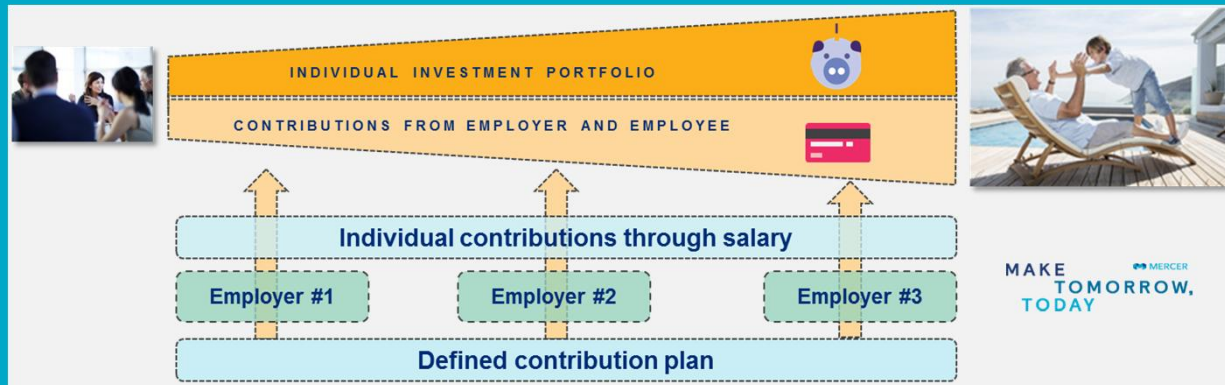 INDIVIDUAL INVESTMENT PORTFOLIO
CONTRIBUTIONS FROM EMPLOYER AND EMPLOYEE
Individual contributions through salary
Employer #1
Employer #2
Employer #3
Defined contribution plan
MERCER
MAKE
TOMORROW,
TODAY